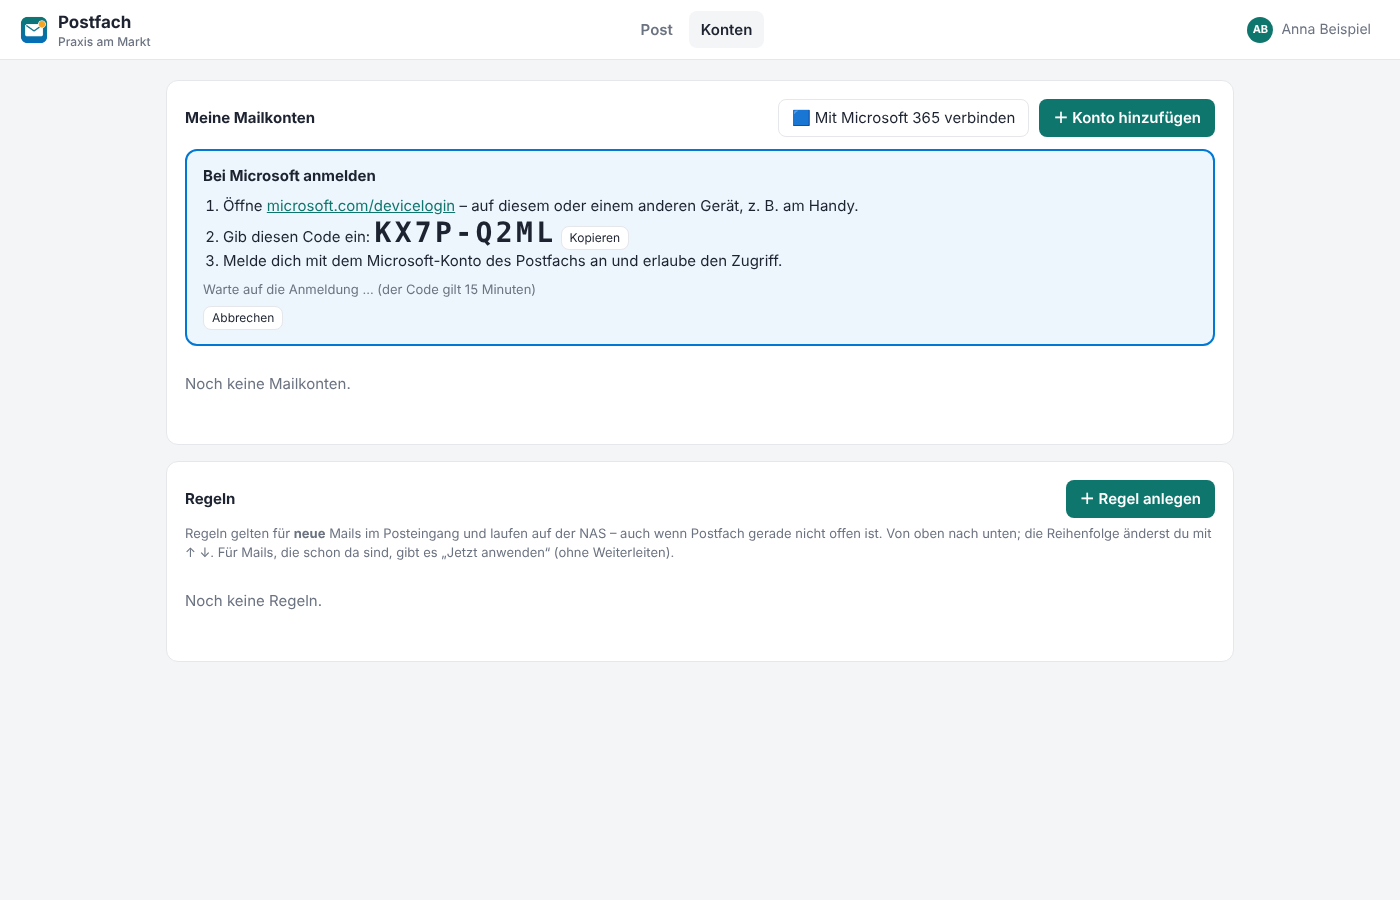 Postfach
Praxis am Markt
Post
Konten
AB
Anna Beispiel
Meine Mailkonten
Mit Microsoft 365 verbinden
+ Konto hinzufügen
Bei Microsoft anmelden
1. Öffne microsoft.com/devicelogin – auf diesem oder einem anderen Gerät, z. B. am Handy.
2. Gib diesen Code ein: KX7P-Q2ML Kopieren
3. Melde dich mit dem Microsoft-Konto des Postfachs an und erlaube den Zugriff.
Warte auf die Anmeldung … (der Code gilt 15 Minuten)
Abbrechen
Noch keine Mailkonten.
Regeln
+ Regel anlegen
Regeln gelten für neue Mails im Posteingang und laufen auf der NAS – auch wenn Postfach gerade nicht offen ist. Von oben nach unten; die Reihenfolge änderst du mit
↑ ↓. Für Mails, die schon da sind, gibt es „Jetzt anwenden“ (ohne Weiterleiten).
Noch keine Regeln.